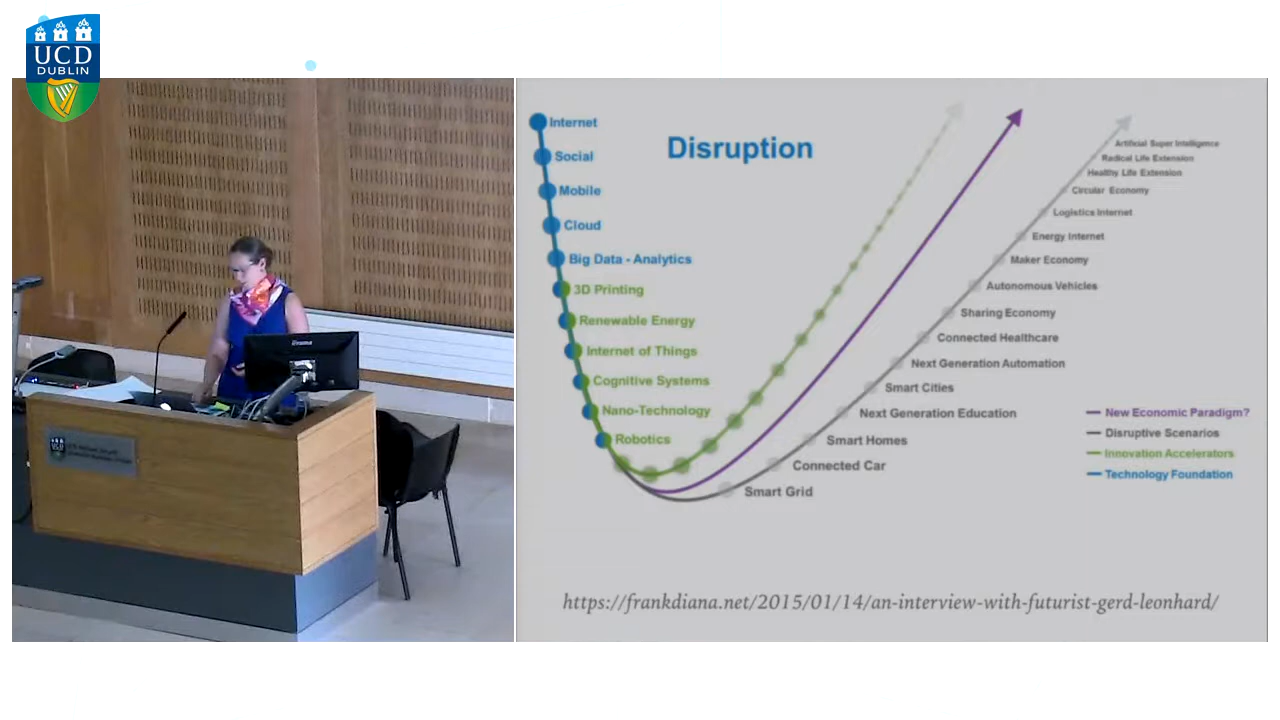 UCD
DUBLIN
Disruption
Internet
Social
Mobile
Cloud
Big Data - Analytics
3D Printing
Renewable Energy
Internet of Things
Cognitive Systems
Nano-Technology
Robotics
Artificial Super Intelligence
Radical Life Extension
Healthy Life Extension
Circular Economy
Logistics Internet
Energy Internet
Maker Economy
Autonomous Vehicles
Sharing Economy
Connected Healthcare
Next Generation Automation
Smart Cities
Next Generation Education
Smart Homes
Connected Car
Smart Grid
New Economic Paradigm?
Disruptive Scenarios
Innovation Accelerators
Technology Foundation
https://frankdiana.net/2015/01/14/an-interview-with-futurist-gerd-leonhard/